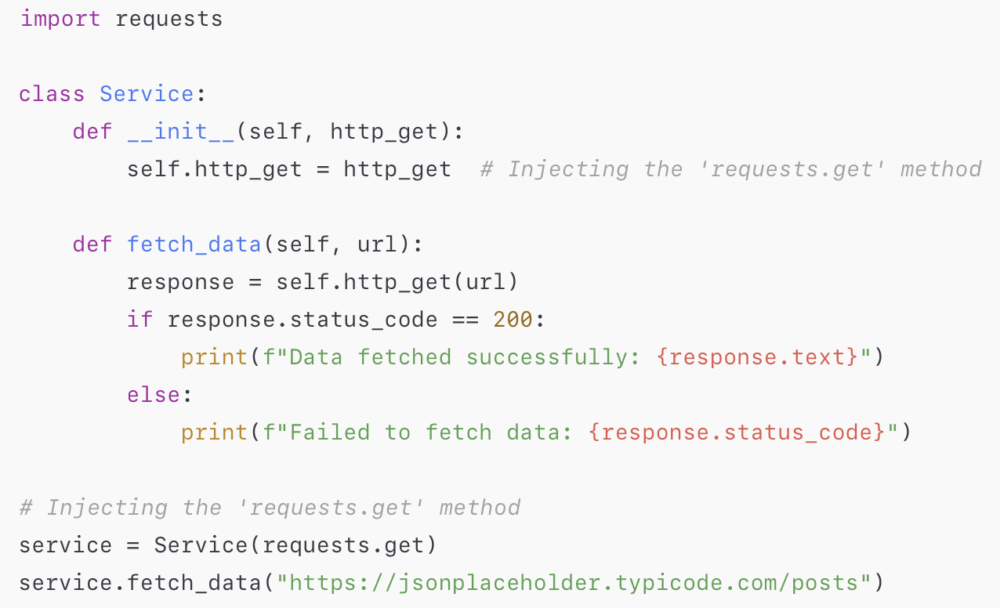 import requests

class Service:
    def __init__(self, http_get):
        self.http_get = http_get  # Injecting the 'requests.get' method

    def fetch_data(self, url):
        response = self.http_get(url)
        if response.status_code == 200:
            print(f"Data fetched successfully: {response.text}")
        else:
            print(f"Failed to fetch data: {response.status_code}")

# Injecting the 'requests.get' method
service = Service(requests.get)
service.fetch_data("https://jsonplaceholder.typicode.com/posts")